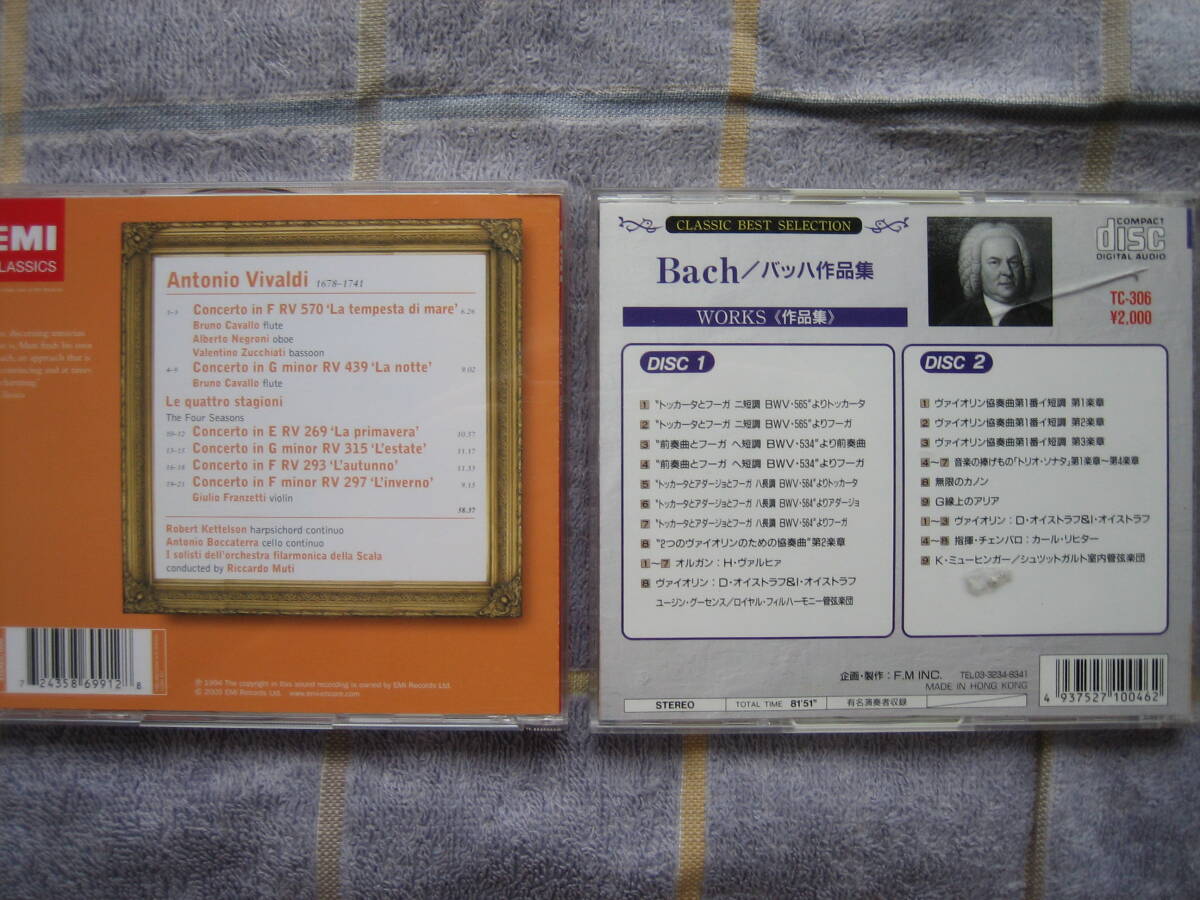 EMI
CLASSICS
Antonio Vivaldi 1678-1741
1-3 Concerto in F RV 570 'La tempesta di mare' 6.26
Bruno Cavallo flute
Alberto Negroni oboe
Valentino Zucchiati bassoon
4-9 Concerto in G minor RV 439 'La notte' 9.02
Bruno Cavallo flute
Le quattro stagioni
The Four Seasons
10-12 Concerto in E RV 269 'La primavera' 10.37
13-15 Concerto in G minor RV 315 'L'estate' 11.17
16-18 Concerto in F RV 293 'L'autunno' 11.33
19-21 Concerto in F minor RV 297 'L'inverno' 9.15
Giulio Franzetti violin
58.37
Robert Kettelson harpsichord continuo
Antonio Boccaterra cello continuo
I solisti dell'orchestra filarmonica della Scala
conducted by Riccardo Muti
7 24358 69912 8
℗ 1994 The copyright in this sound recording is owned by EMI Records Ltd.
© 2005 EMI Records Ltd. www.emiencore.com
CLASSIC BEST SELECTION
Bach/バッハ作品集
WORKS《作品集》
COMPACT
disc
DIGITAL AUDIO
TC-306
¥2,000
DISC 1
1 "トッカータとフーガ ニ短調 BWV・565"よりトッカータ
2 "トッカータとフーガ ニ短調 BWV・565"よりフーガ
3 "前奏曲とフーガ ヘ短調 BWV・534"より前奏曲
4 "前奏曲とフーガ ヘ短調 BWV・534"よりフーガ
5 "トッカータとアダージョとフーガ ハ長調 BWV・564"よりトッカータ
6 "トッカータとアダージョとフーガ ハ長調 BWV・564"よりアダージョ
7 "トッカータとアダージョとフーガ ハ長調 BWV・564"よりフーガ
8 "2つのヴァイオリンのための協奏曲"第2楽章
1~7 オルガン:H・ヴァルヒァ
8 ヴァイオリン:D・オイストラフ&I・オイストラフ
ユージン・グーセンス/ロイヤル・フィルハーモニー管弦楽団
DISC 2
1 ヴァイオリン協奏曲第1番イ短調 第1楽章
2 ヴァイオリン協奏曲第1番イ短調 第2楽章
3 ヴァイオリン協奏曲第1番イ短調 第3楽章
4~7 音楽の捧げもの「トリオ・ソナタ」第1楽章~第4楽章
8 無限のカノン
9 G線上のアリア
1~3 ヴァイオリン:D・オイストラフ&I・オイストラフ
4~8 指揮・チェンバロ:カール・リヒター
9 K・ミューヒンガー/シュツットガルト室内管弦楽団
企画・製作:F.M INC. TEL03-3234-8341
MADE IN HONG KONG
STEREO TOTAL TIME 81'51" 有名演奏者収録
4 937527 100462